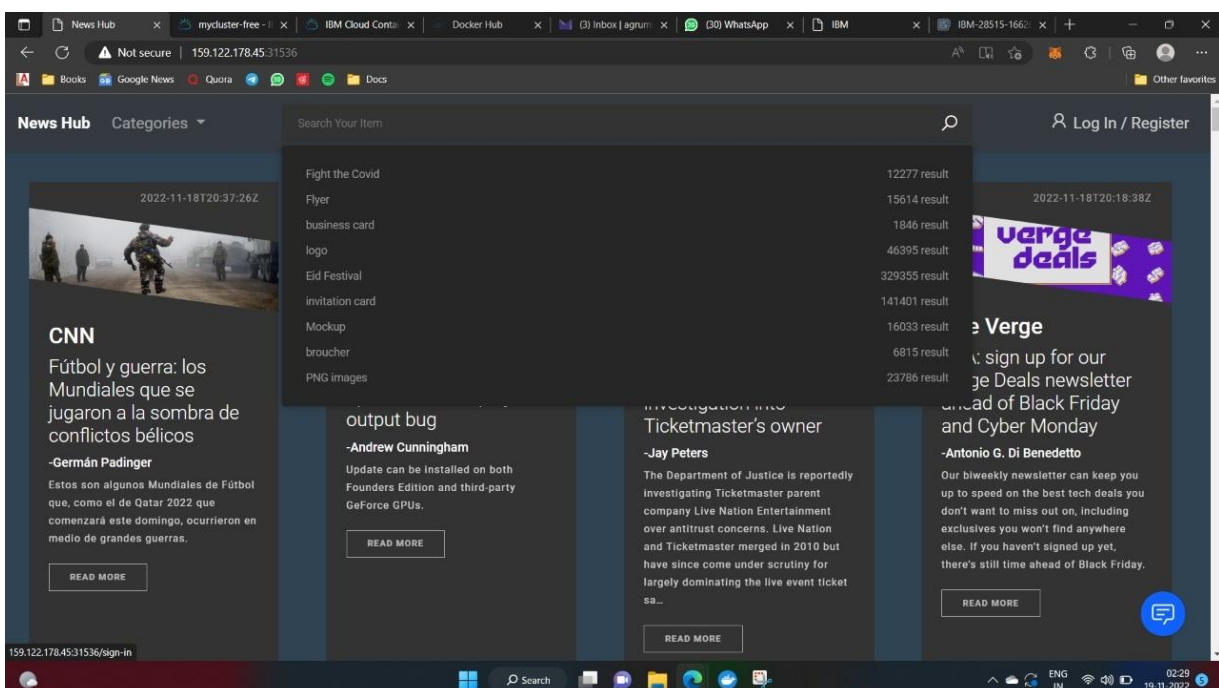 News Hub
mycluster-free - I
IBM Cloud Conta
Docker Hub
(3) Inbox | agrum
(30) WhatsApp
IBM
IBM-28515-1662
Not secure | 159.122.178.45:31536
Books
Google News
Quora
Docs
Other favorites
News Hub
Categories
Search Your Item
Log In / Register
Fight the Covid 12277 result
Flyer 15614 result
business card 1846 result
logo 46395 result
Eid Festival 329355 result
invitation card 141401 result
Mockup 16033 result
broucher 6815 result
PNG images 23786 result
2022-11-18T20:37:26Z
CNN
Fútbol y guerra: los
Mundiales que se
jugaron a la sombra de
conflictos bélicos
-Germán Padinger
Estos son algunos Mundiales de Fútbol
que, como el de Qatar 2022 que
comenzará este domingo, ocurrieron en
medio de grandes guerras.
READ MORE
output bug
-Andrew Cunningham
Update can be installed on both
Founders Edition and third-party
GeForce GPUs.
READ MORE
investigation into
Ticketmaster's owner
-Jay Peters
The Department of Justice is reportedly
investigating Ticketmaster parent
company Live Nation Entertainment
over antitrust concerns. Live Nation
and Ticketmaster merged in 2010 but
have since come under scrutiny for
largely dominating the live event ticket
sa…
READ MORE
2022-11-18T20:18:38Z
verge
deals
e Verge
A: sign up for our
ge Deals newsletter
ahead of Black Friday
and Cyber Monday
-Antonio G. Di Benedetto
Our biweekly newsletter can keep you
up to speed on the best tech deals you
don't want to miss out on, including
exclusives you won't find anywhere
else. If you haven't signed up yet,
there's still time ahead of Black Friday.
READ MORE
159.122.178.45:31536/sign-in
Search
ENG
IN
02:29
19-11-2022
5